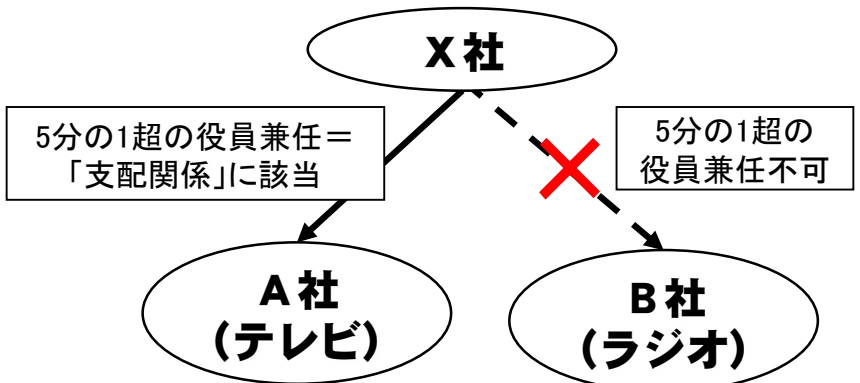 X社
5分の1超の役員兼任＝
「支配関係」に該当
5分の1超の
役員兼任不可
A社
(テレビ)
B社
(ラジオ)